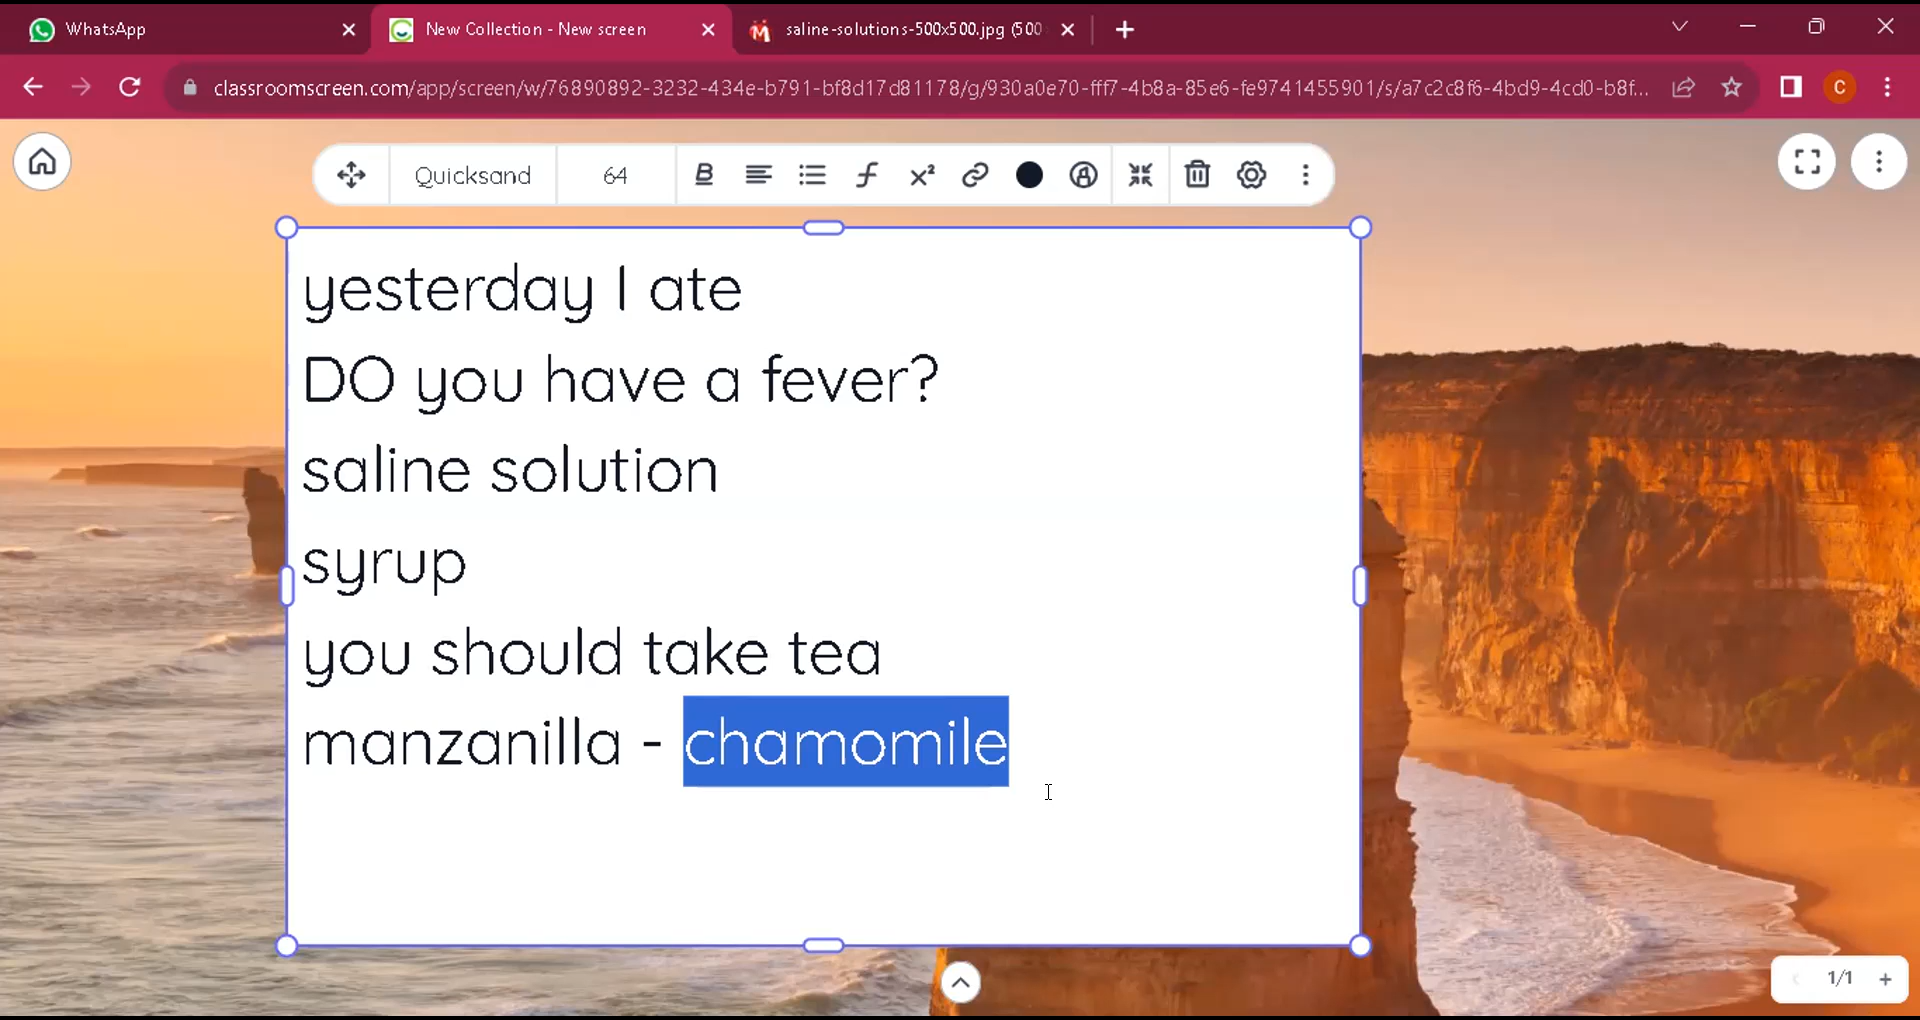 WhatsApp
New Collection - New screen
saline-solutions-500x500.jpg (500
classroomscreen.com/app/screen/w/76890892-3232-434e-b791-bf8d17d81178/g/930a0e70-fff7-4b8a-85e6-fe9741455901/s/a7c2c8f6-4bd9-4cd0-b8f...
C
Quicksand
64
B
yesterday I ate
DO you have a fever?
saline solution
syrup
you should take tea
manzanilla - chamomile
1/1